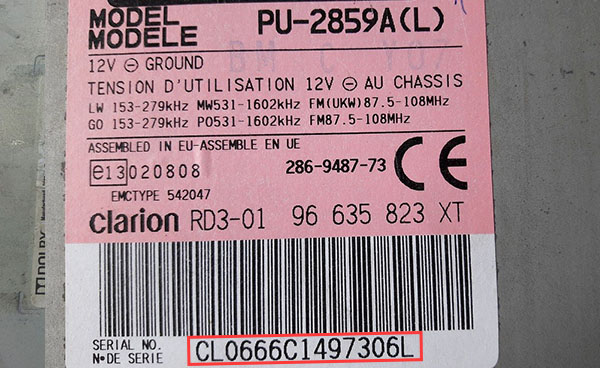 MODEL PU-2859A(L)
MODELE
12V ⊖ GROUND
TENSION D'UTILISATION 12V ⊖ AU CHASSIS
LW 153-279kHz MW531-1602kHz FM(UKW)87.5-108MHz
GO 153-279kHz PO531-1602kHz FM87.5-108MHz
ASSEMBLED IN EU-ASSEMBLE EN UE
e13 020808 286-9487-73 CE
EMCTYPE 542047
clarion RD3-01 96 635 823 XT
DOLBY
SERIAL NO.
N•DE SERIE CL0666C1497306L